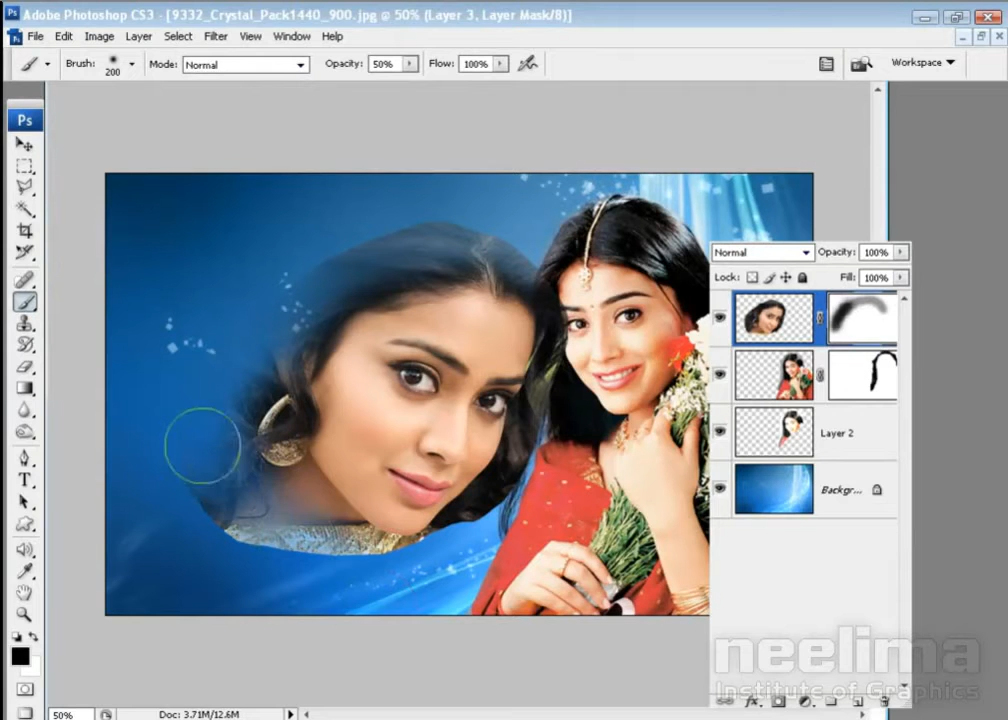 Adobe Photoshop CS3 - [9332_Crystal_Pack1440_900.jpg @ 50% (Layer 3, Layer Mask/8)]
File Edit Image Layer Select Filter View Window Help
Brush: 200 Mode: Normal Opacity: 50% Flow: 100% Workspace
Ps
Normal Opacity: 100%
Lock: Fill: 100%
Layer 2
Backgr...
T
neelima
Institute of Graphics
50% Doc: 3.71M/12.6M